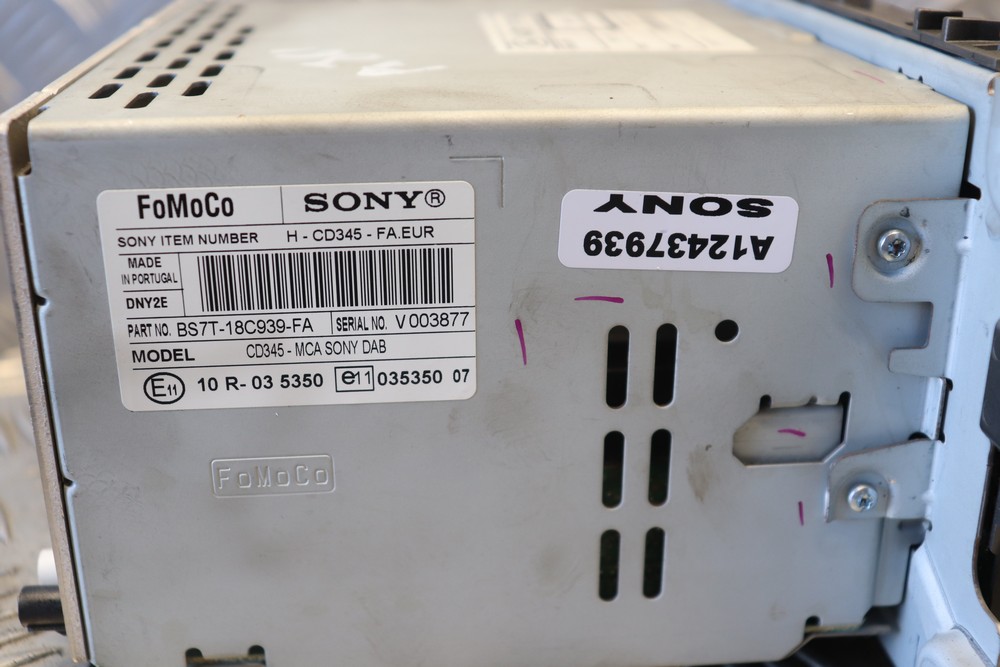 FoMoCo SONY®
SONY ITEM NUMBER H - CD345 - FA.EUR
MADE
IN PORTUGAL
DNY2E
PART NO. BS7T-18C939-FA SERIAL NO. V 003877
MODEL CD345 - MCA SONY DAB
E11 10 R- 03 5350 e11 035350 07
A12437939
SONY
FoMoCo